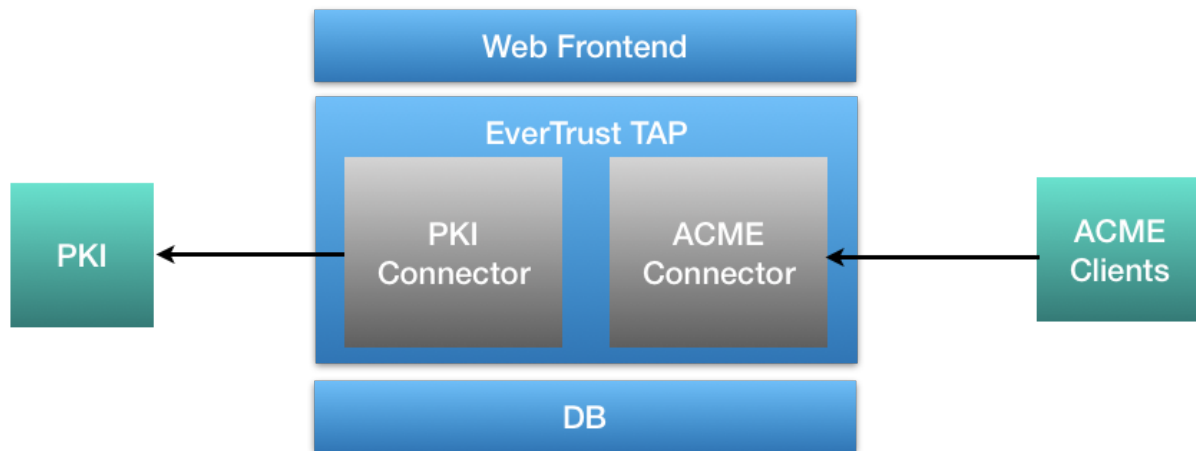 Web Frontend
EverTrust TAP
PKI
PKI
Connector
ACME
Connector
ACME
Clients
DB